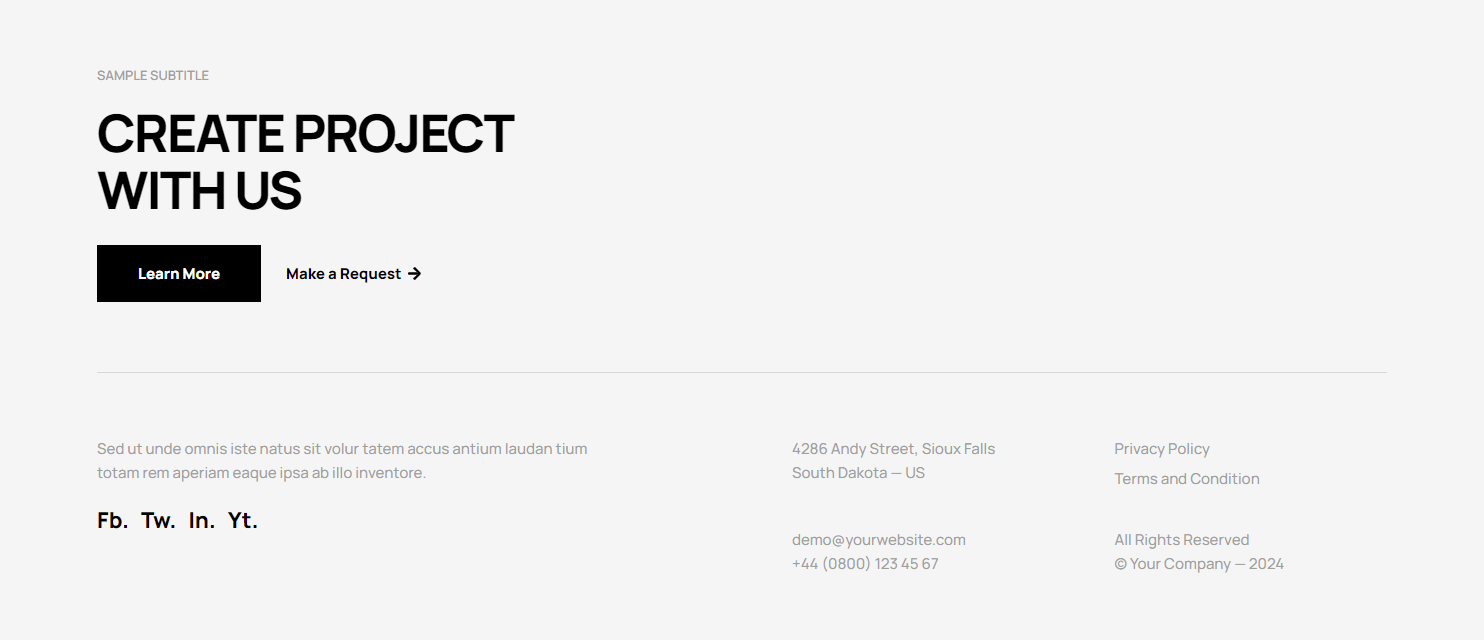 SAMPLE SUBTITLE
CREATE PROJECT
WITH US
Learn More
Make a Request →
Sed ut unde omnis iste natus sit volur tatem accus antium laudan tium
totam rem aperiam eaque ipsa ab illo inventore.
Fb. Tw. In. Yt.
4286 Andy Street, Sioux Falls
South Dakota — US
demo@yourwebsite.com
+44 (0800) 123 45 67
Privacy Policy
Terms and Condition
All Rights Reserved
© Your Company — 2024